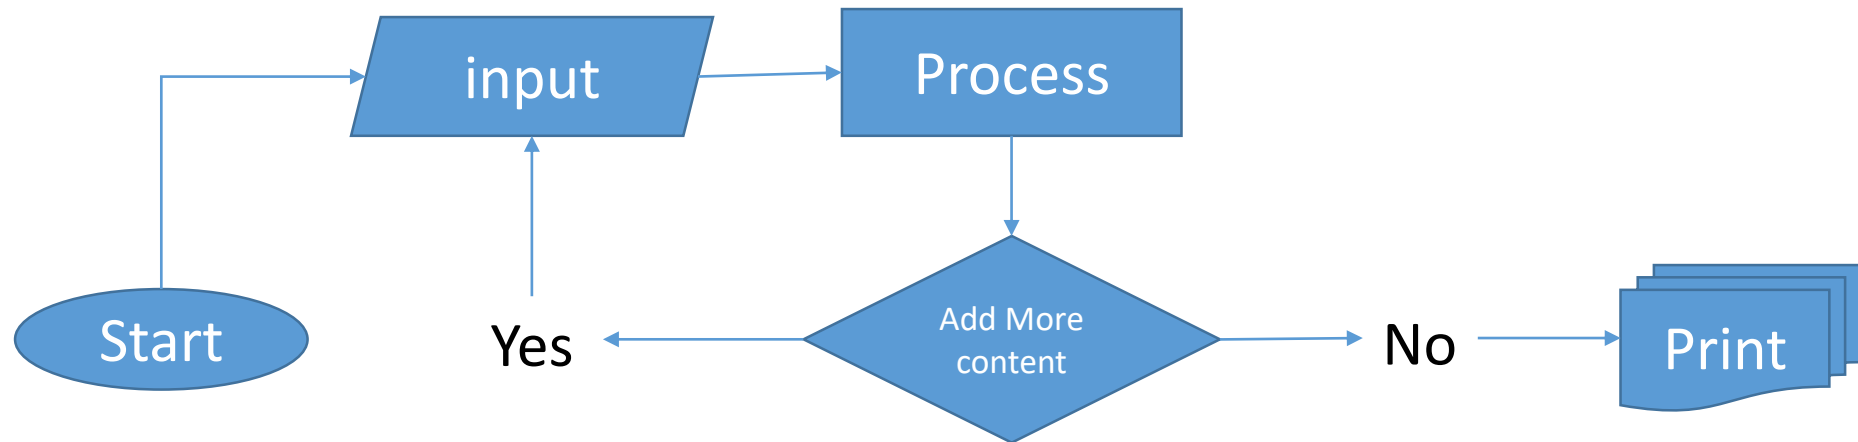 input
Process
Start
Yes
Add More
content
No
Print